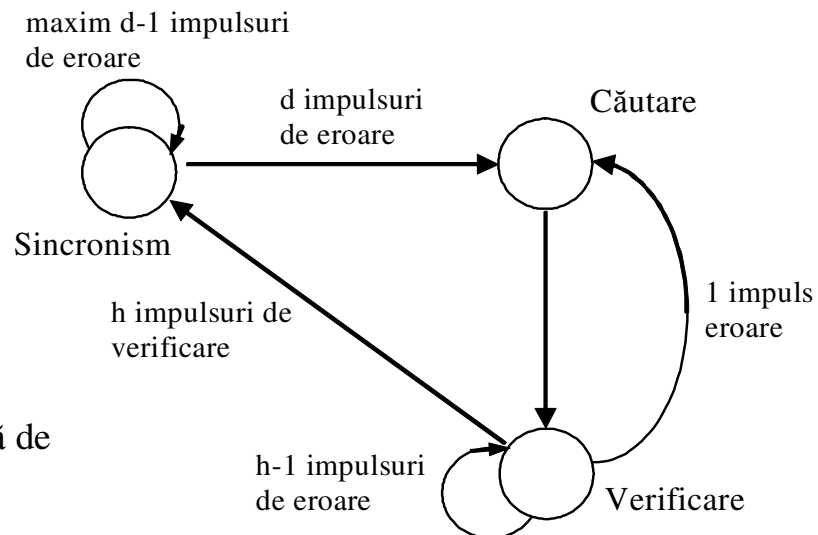 maxim d-1 impulsuri
de eroare
d impulsuri
de eroare
Căutare
Sincronism
h impulsuri de
verificare
1 impuls
eroare
ă de
h-1 impulsuri
de eroare
Verificare